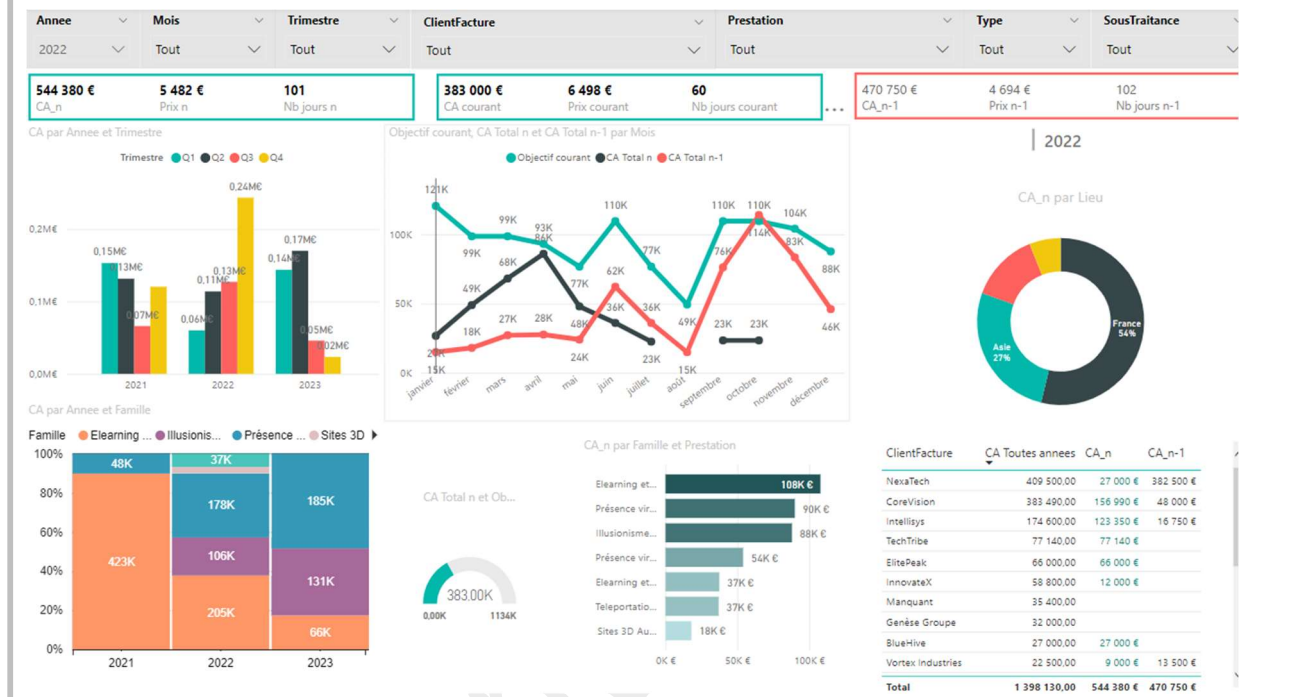 Annee Mois Trimestre ClientFacture Prestation Type SousTraitance
2022 Tout Tout Tout Tout Tout Tout
544 380 € 5 482 € 101 383 000 € 6 498 € 60 470 750 € 4 694 € 102
CA_n Prix n Nb jours n CA courant Prix courant Nb jours courant ... CA_n-1 Prix n-1 Nb jours n-1
CA par Annee et Trimestre
Trimestre Q1 Q2 Q3 Q4
0,2M€
0,1M€
0,0M€
0,15M€ 0,13M€ 0,07M€
0,06M€ 0,11M€ 0,13M€ 0,24M€
0,14M€ 0,17M€ 0,05M€ 0,02M€
2021 2022 2023
Objectif courant, CA Total n et CA Total n-1 par Mois
Objectif courant CA Total n CA Total n-1
100K
50K
0K
121K 99K 99K 93K 77K 110K 77K 49K 110K 110K 104K 88K
49K 68K 86K 48K 36K 23K 23K 23K
15K 18K 27K 28K 24K 62K 36K 15K 76K 114K 83K 46K
janvier février mars avril mai juin juillet août septembre octobre novembre décembre
2022
CA_n par Lieu
France
54%
Asie
27%
CA par Annee et Famille
Famille Elearning ... Illusionis... Présence ... Sites 3D
100%
80%
60%
40%
20%
0%
48K 37K
178K 185K
423K 106K 131K
205K 66K
2021 2022 2023
CA Total n et Ob...
383.00K
0,00K 1134K
CA_n par Famille et Prestation
Elearning et... 108K €
Présence vir... 90K €
Illusionisme... 88K €
Présence vir... 54K €
Elearning et... 37K €
Teleportatio... 37K €
Sites 3D Au... 18K €
0K € 50K € 100K €
ClientFacture CA Toutes annees CA_n CA_n-1
NexaTech 409 500,00 27 000 € 382 500 €
CoreVision 383 490,00 156 990 € 48 000 €
Intellisys 174 600,00 123 350 € 16 750 €
TechTribe 77 140,00 77 140 €
ElitePeak 66 000,00 66 000 €
InnovateX 58 800,00 12 000 €
Manquant 35 400,00
Genèse Groupe 32 000,00
BlueHive 27 000,00 27 000 €
Vortex Industries 22 500,00 9 000 € 13 500 €
Total 1 398 130,00 544 380 € 470 750 €